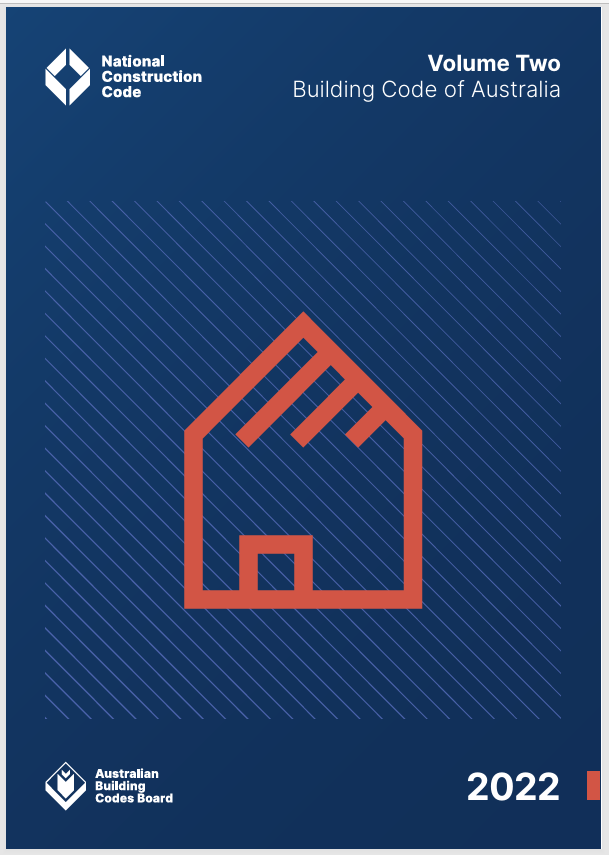 National
Construction
Code
Volume Two
Building Code of Australia
Australian
Building
Codes Board
2022